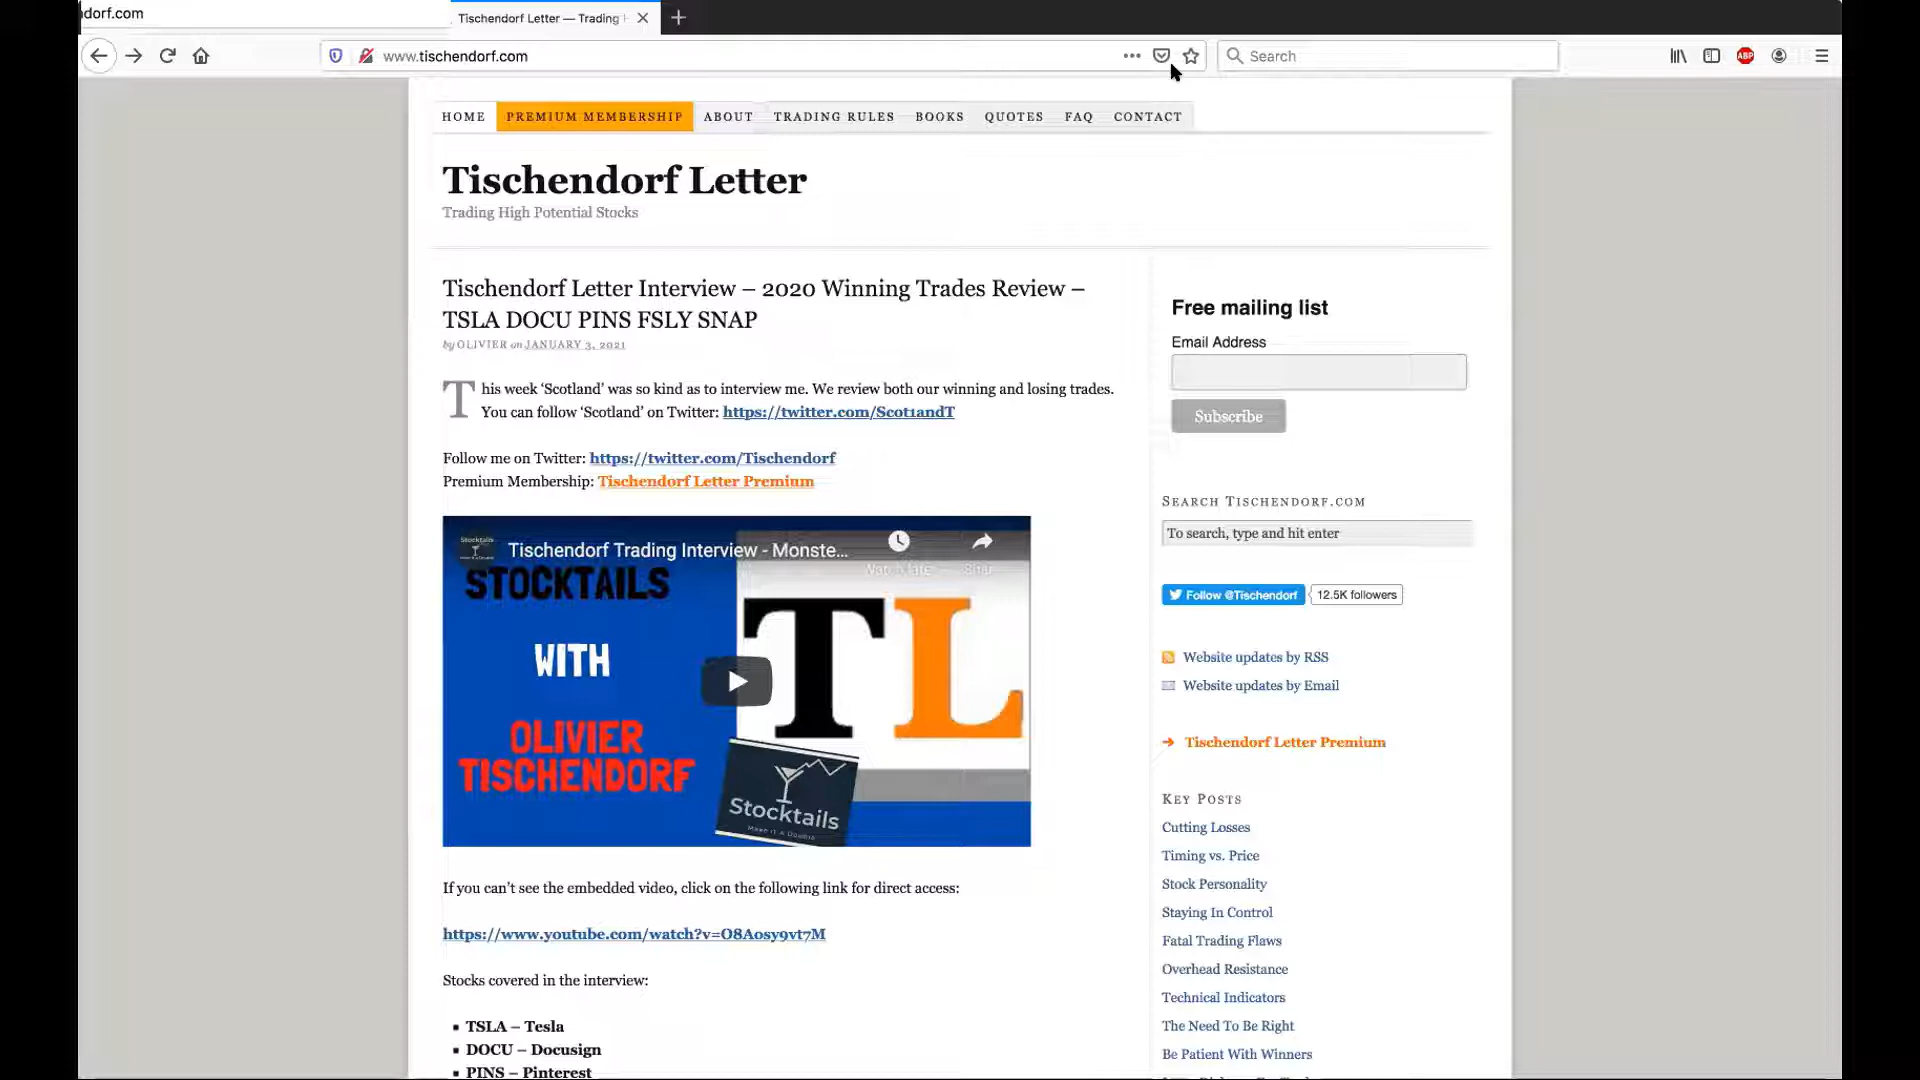 dorf.com
Tischendorf Letter — Trading
www.tischendorf.com
Search
ABP
HOME PREMIUM MEMBERSHIP ABOUT TRADING RULES BOOKS QUOTES FAQ CONTACT
Tischendorf Letter
Trading High Potential Stocks
Tischendorf Letter Interview – 2020 Winning Trades Review –
TSLA DOCU PINS FSLY SNAP
by OLIVIER on JANUARY 3, 2021
This week ‘Scotland’ was so kind as to interview me. We review both our winning and losing trades.
You can follow ‘Scotland’ on Twitter: https://twitter.com/Scot1andT
Follow me on Twitter: https://twitter.com/Tischendorf
Premium Membership: Tischendorf Letter Premium
Stocktails
Tischendorf Trading Interview - Monste...
Watch later
Share
STOCKTAILS
WITH
OLIVIER
TISCHENDORF
TL
Stocktails
Make It A Double
If you can’t see the embedded video, click on the following link for direct access:
https://www.youtube.com/watch?v=O8Aosy9vt7M
Stocks covered in the interview:
TSLA – Tesla
DOCU – Docusign
PINS – Pinterest
Free mailing list
Email Address
Subscribe
SEARCH TISCHENDORF.COM
To search, type and hit enter
Follow @Tischendorf
12.5K followers
Website updates by RSS
Website updates by Email
Tischendorf Letter Premium
KEY POSTS
Cutting Losses
Timing vs. Price
Stock Personality
Staying In Control
Fatal Trading Flaws
Overhead Resistance
Technical Indicators
The Need To Be Right
Be Patient With Winners